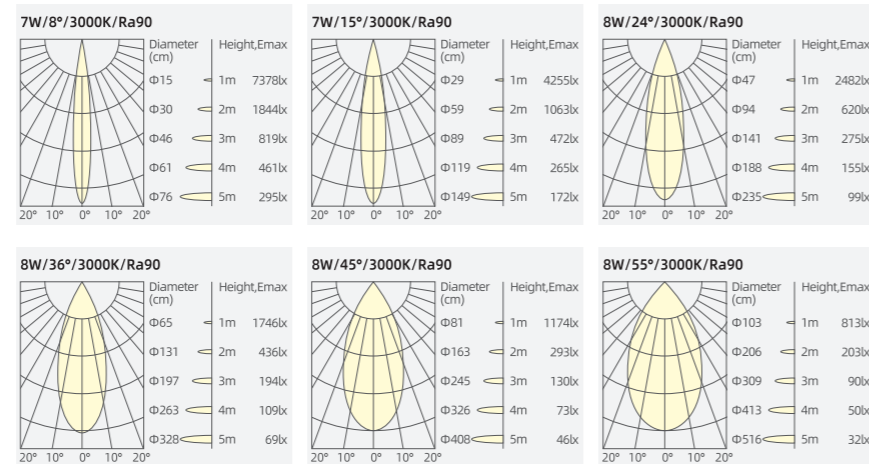 7W/8°/3000K/Ra90
Diameter (cm) Height,Emax
Φ15 1m 7378lx
Φ30 2m 1844lx
Φ46 3m 819lx
Φ61 4m 461lx
Φ76 5m 295lx
20° 10° 0° 10° 20°
7W/15°/3000K/Ra90
Diameter (cm) Height,Emax
Φ29 1m 4255lx
Φ59 2m 1063lx
Φ89 3m 472lx
Φ119 4m 265lx
Φ149 5m 172lx
20° 10° 0° 10° 20°
8W/24°/3000K/Ra90
Diameter (cm) Height,Emax
Φ47 1m 2482lx
Φ94 2m 620lx
Φ141 3m 275lx
Φ188 4m 155lx
Φ235 5m 99lx
20° 10° 0° 10° 20°
8W/36°/3000K/Ra90
Diameter (cm) Height,Emax
Φ65 1m 1746lx
Φ131 2m 436lx
Φ197 3m 194lx
Φ263 4m 109lx
Φ328 5m 69lx
20° 10° 0° 10° 20°
8W/45°/3000K/Ra90
Diameter (cm) Height,Emax
Φ81 1m 1174lx
Φ163 2m 293lx
Φ245 3m 130lx
Φ326 4m 73lx
Φ408 5m 46lx
20° 10° 0° 10° 20°
8W/55°/3000K/Ra90
Diameter (cm) Height,Emax
Φ103 1m 813lx
Φ206 2m 203lx
Φ309 3m 90lx
Φ413 4m 50lx
Φ516 5m 32lx
20° 10° 0° 10° 20°